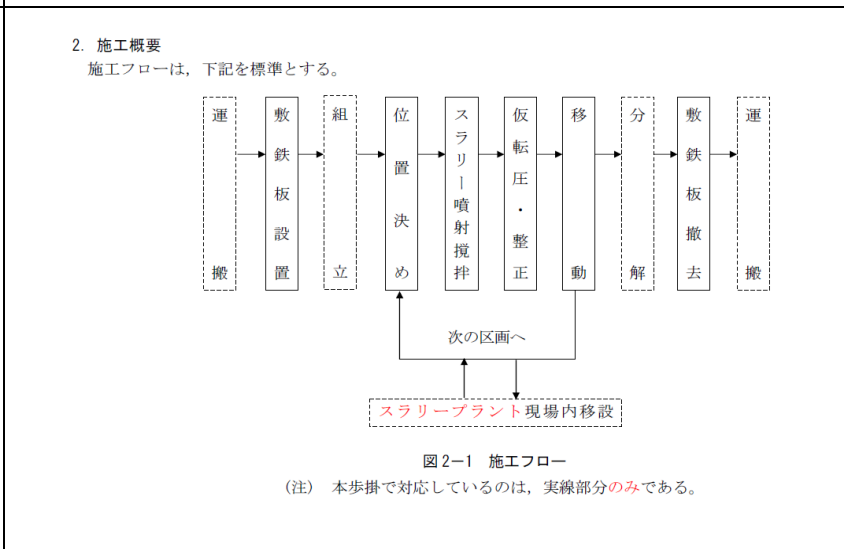 2. 施工概要
施工フローは，下記を標準とする。
運搬
敷鉄板設置
組立
位置決め
スラリー噴射撹拌
仮転圧・整正
移動
分解
敷鉄板撤去
運搬
次の区画へ
スラリープラント現場内移設
図2－1 施工フロー
（注） 本歩掛で対応しているのは，実線部分のみである。